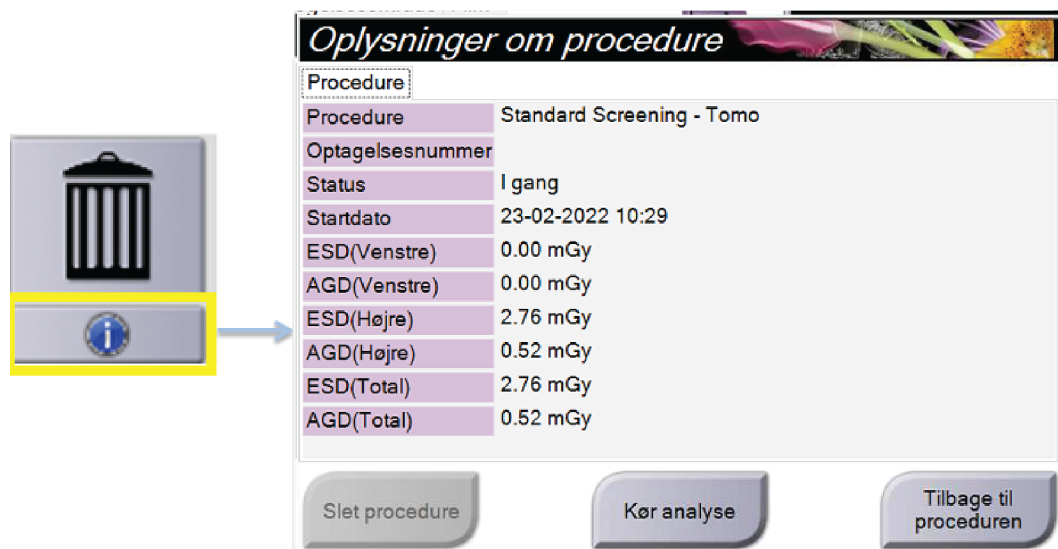 Oplysninger om procedure
Procedure
Procedure Standard Screening - Tomo
Optagelsesnummer
Status I gang
Startdato 23-02-2022 10:29
ESD(Venstre) 0.00 mGy
AGD(Venstre) 0.00 mGy
ESD(Højre) 2.76 mGy
AGD(Højre) 0.52 mGy
ESD(Total) 2.76 mGy
AGD(Total) 0.52 mGy
Slet procedure
Kør analyse
Tilbage til
proceduren